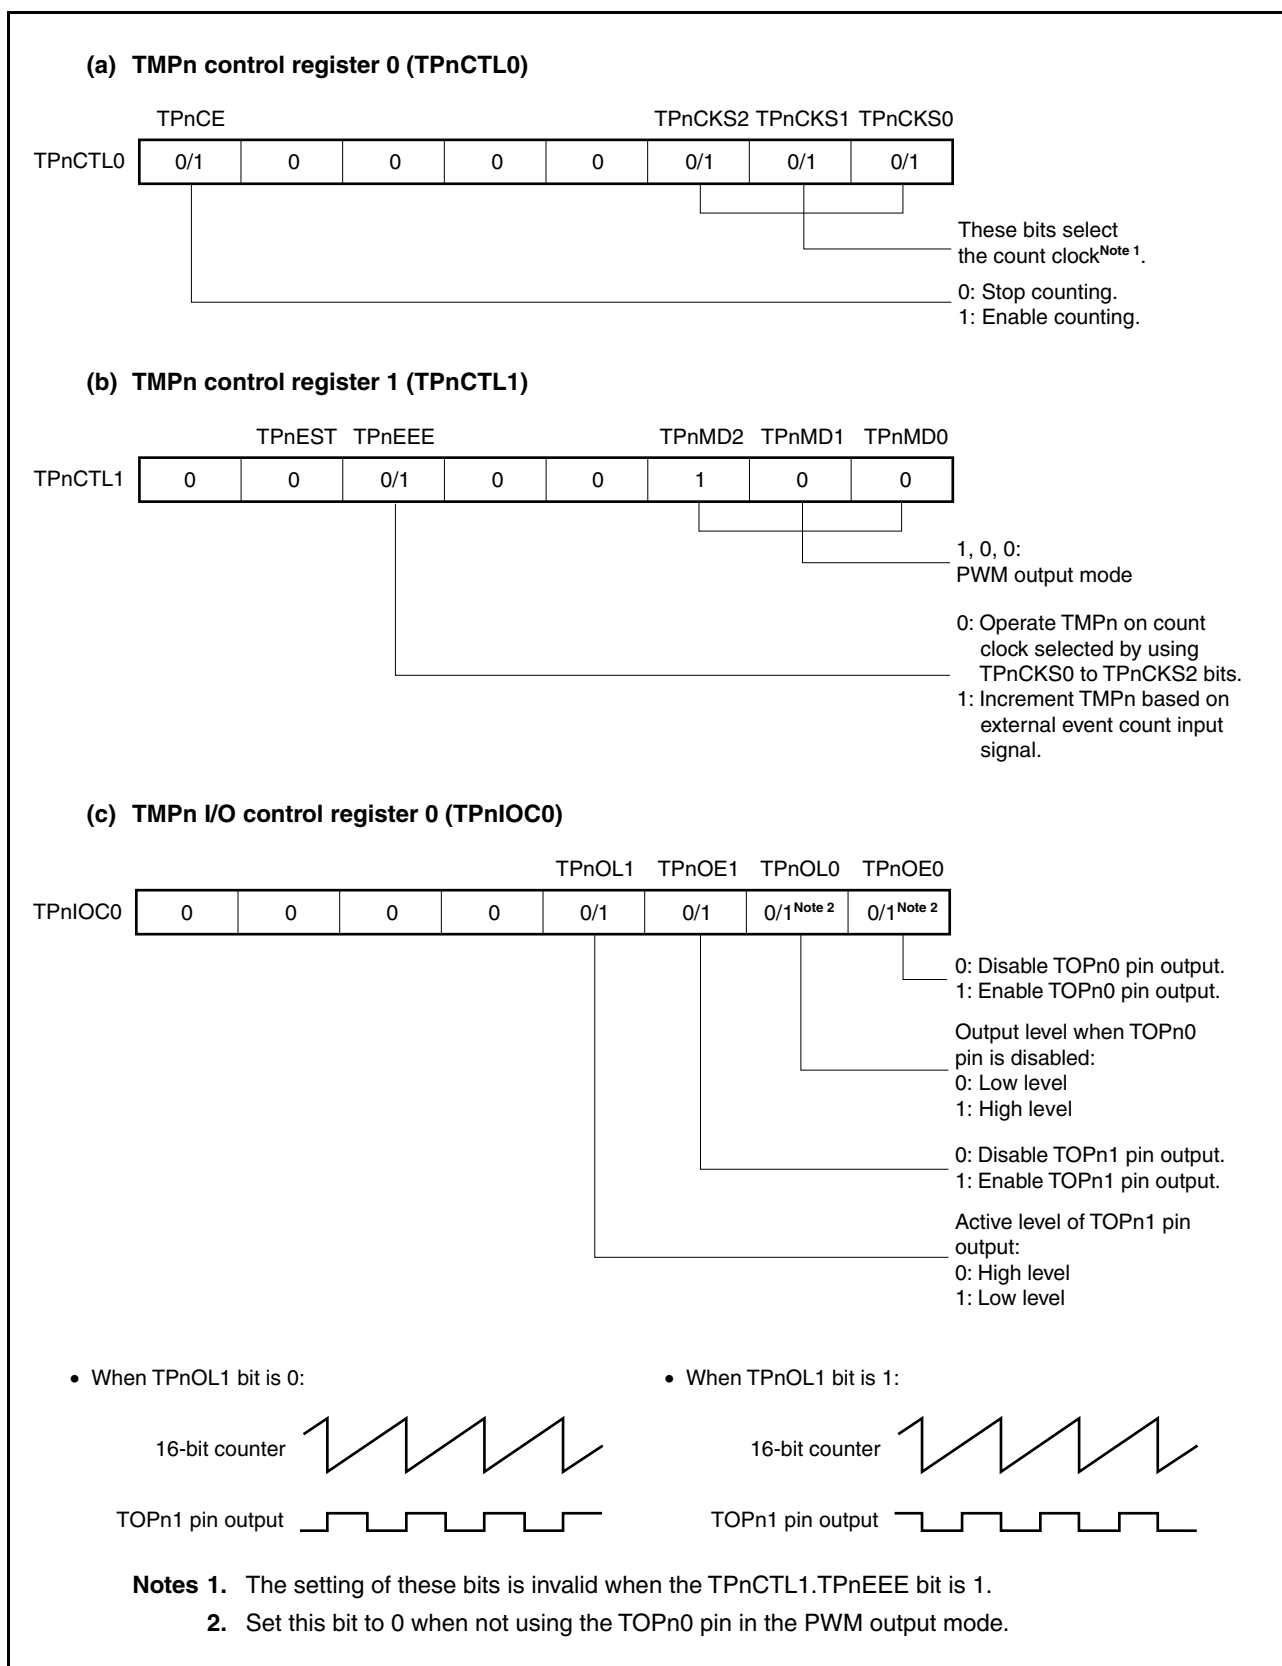 (a) TMPn control register 0 (TPnCTL0)
TPnCE TPnCKS2 TPnCKS1 TPnCKS0
TPnCTL0 0/1 0 0 0 0 0/1 0/1 0/1
These bits select
the count clockNote 1.
0: Stop counting.
1: Enable counting.
(b) TMPn control register 1 (TPnCTL1)
TPnEST TPnEEE TPnMD2 TPnMD1 TPnMD0
TPnCTL1 0 0 0/1 0 0 1 0 0
1, 0, 0:
PWM output mode
0: Operate TMPn on count
clock selected by using
TPnCKS0 to TPnCKS2 bits.
1: Increment TMPn based on
external event count input
signal.
(c) TMPn I/O control register 0 (TPnIOC0)
TPnOL1 TPnOE1 TPnOL0 TPnOE0
TPnIOC0 0 0 0 0 0/1 0/1 0/1Note 2 0/1Note 2
0: Disable TOPn0 pin output.
1: Enable TOPn0 pin output.
Output level when TOPn0
pin is disabled:
0: Low level
1: High level
0: Disable TOPn1 pin output.
1: Enable TOPn1 pin output.
Active level of TOPn1 pin
output:
0: High level
1: Low level
• When TPnOL1 bit is 0:
16-bit counter
TOPn1 pin output
• When TPnOL1 bit is 1:
16-bit counter
TOPn1 pin output
Notes 1. The setting of these bits is invalid when the TPnCTL1.TPnEEE bit is 1.
2. Set this bit to 0 when not using the TOPn0 pin in the PWM output mode.